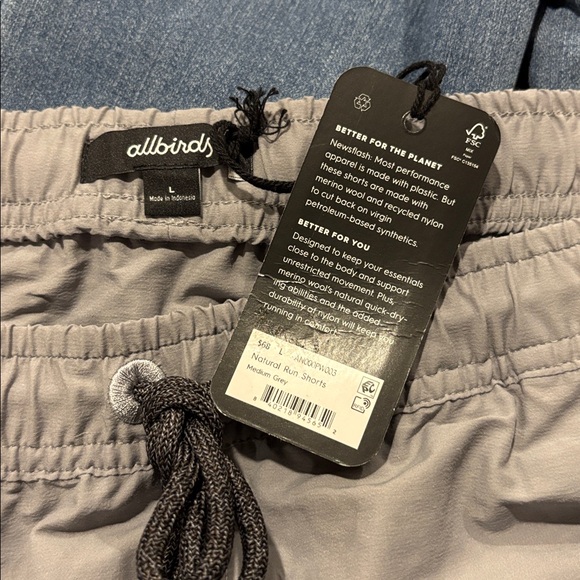 allbirds
L
Made in Indonesia
FSC
MIX
Paper
BETTER FOR THE PLANET
Newsflash: Most performance
apparel is made with plastic. But
these shorts are made with
merino wool and recycled nylon
to cut back on virgin
petroleum-based synthetics.
BETTER FOR YOU
Designed to keep your essentials
close to the body and support
unrestricted movement. Plus,
merino wool's natural quick-dry-
ing abilities and the added
durability of nylon will keep you
running in comfort.
$68 L
Natural Run Shorts
Medium Grey